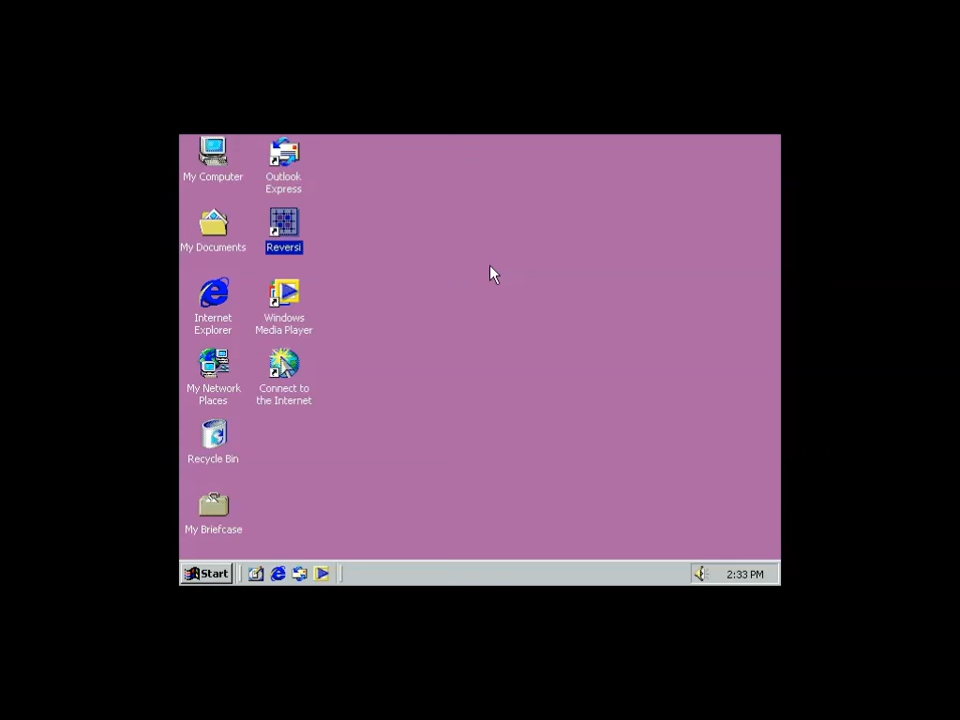 My Computer
Outlook
Express
My Documents
Reversi
Internet
Explorer
Windows
Media Player
My Network
Places
Connect to
the Internet
Recycle Bin
My Briefcase
Start
2:33 PM